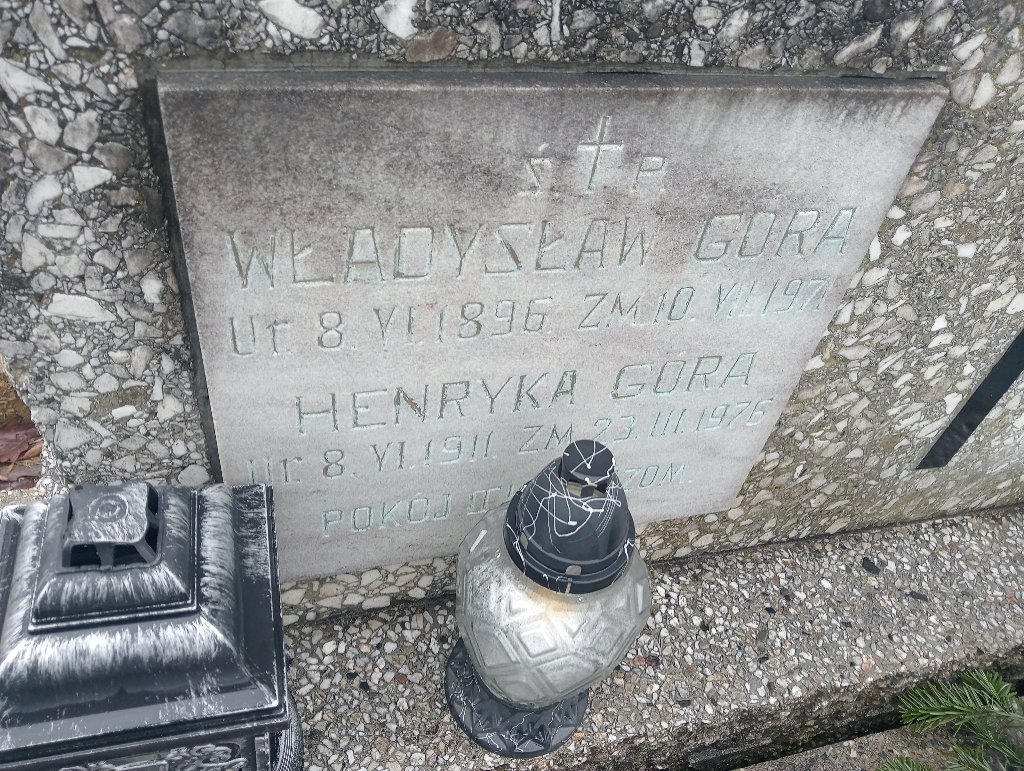 Ś P.
WŁADYSŁAW GÓRA
Ur. 8. VI. 1896 ZM. 10. VII. 1971
HENRYKA GÓRA
Ur. 8. VI. 1911. ZM. 23. III. 1976
POKÓJ